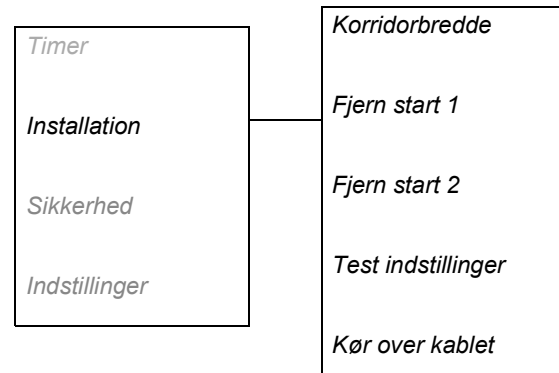 Timer
Installation
Sikkerhed
Indstillinger
Korridorbredde
Fjern start 1
Fjern start 2
Test indstillinger
Kør over kablet